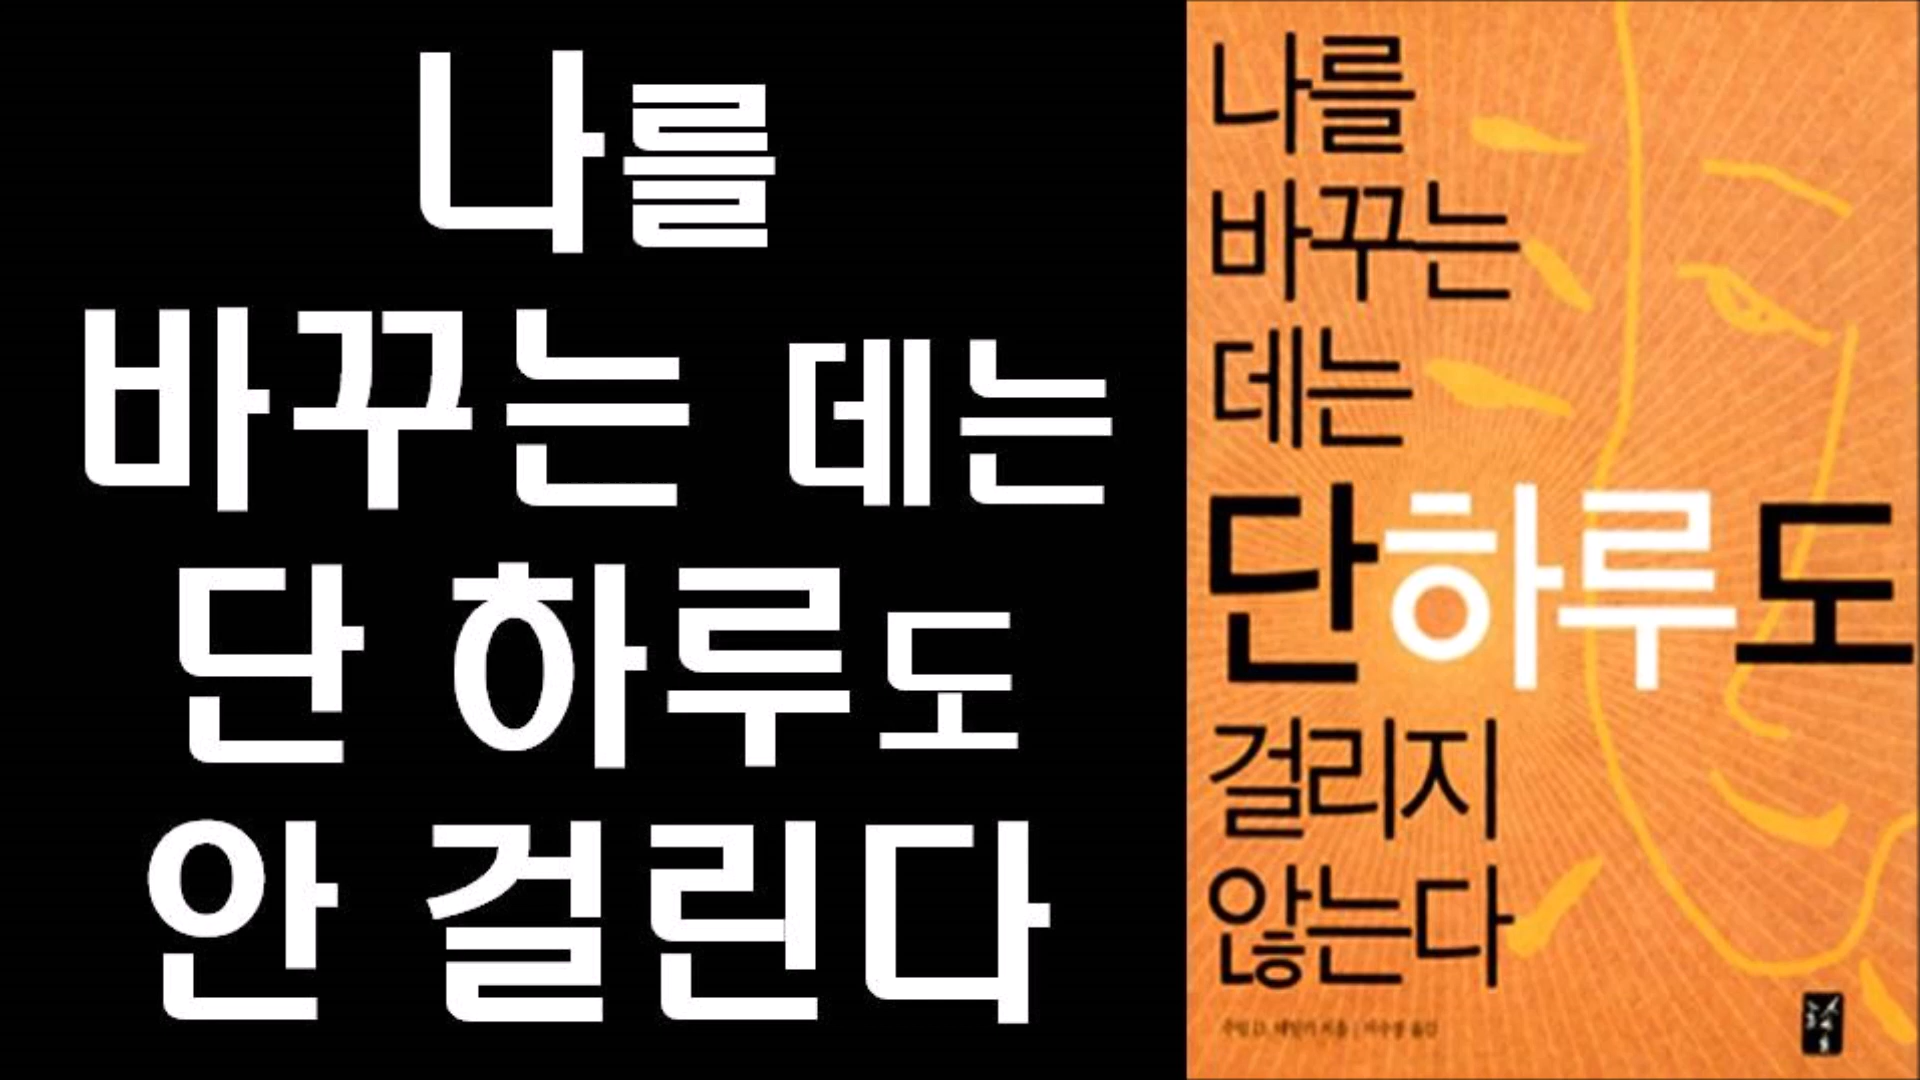 나를
바꾸는 데는
단 하루도
안 걸린다
나를
바꾸는
데는
단하루도
걸리지
않는다